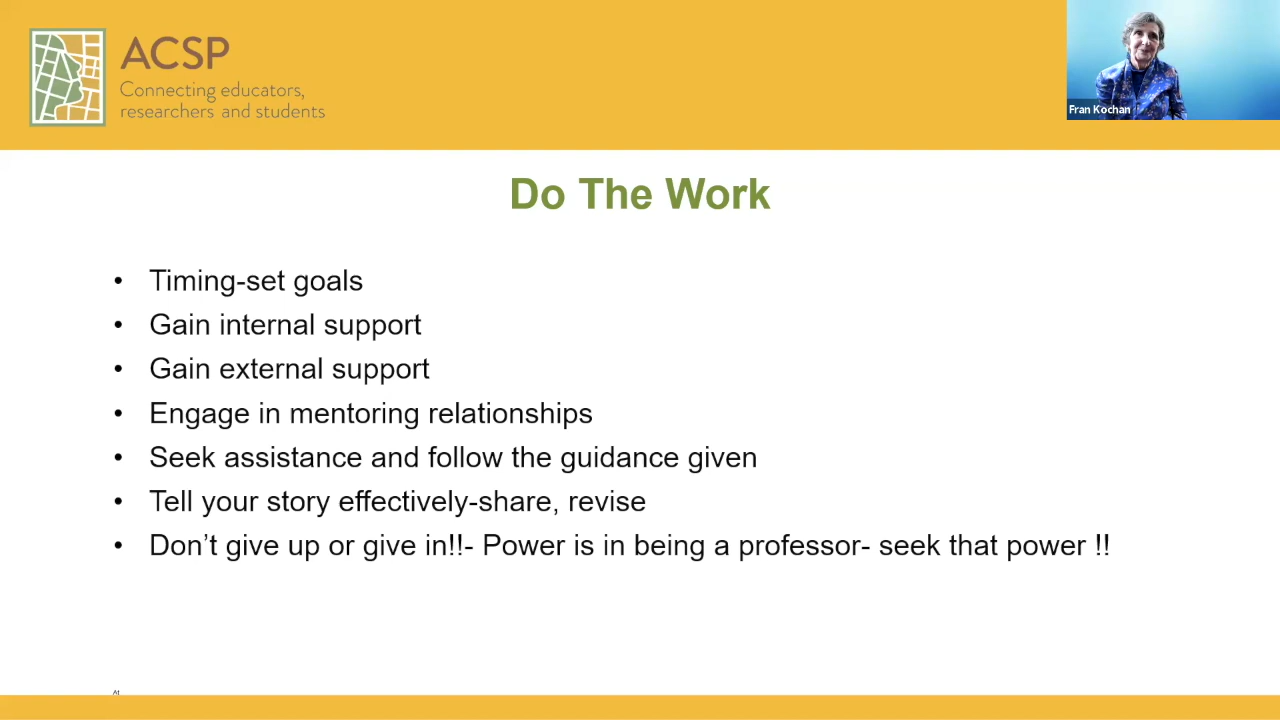 ACSP
Connecting educators,
researchers and students
Fran Kochan
Do The Work
• Timing-set goals
• Gain internal support
• Gain external support
• Engage in mentoring relationships
• Seek assistance and follow the guidance given
• Tell your story effectively-share, revise
• Don’t give up or give in!!- Power is in being a professor- seek that power !!
At